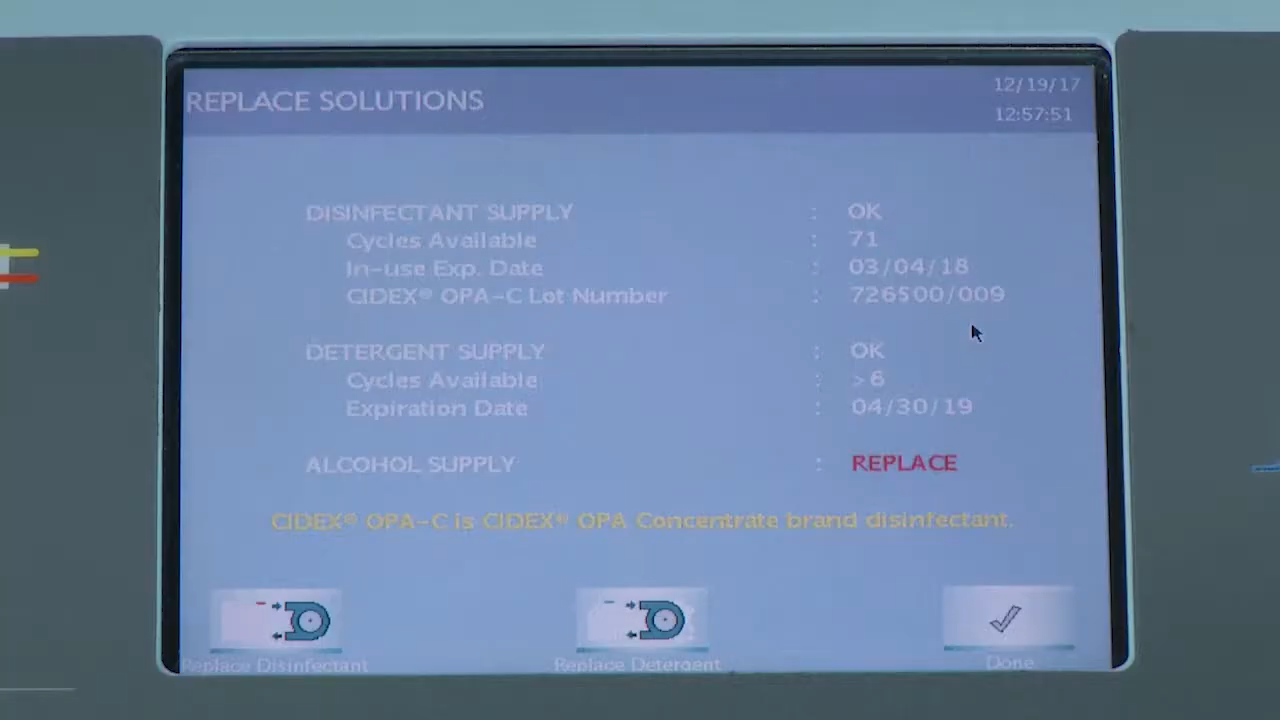 REPLACE SOLUTIONS
12/19/17
12:57:51
DISINFECTANT SUPPLY : OK
Cycles Available : 71
In-use Exp. Date : 03/04/18
CIDEX® OPA-C Lot Number : 726500/009
DETERGENT SUPPLY : OK
Cycles Available : >6
Expiration Date : 04/30/19
ALCOHOL SUPPLY : REPLACE
CIDEX® OPA-C is CIDEX® OPA Concentrate brand disinfectant.
Replace Disinfectant
Replace Detergent
Done